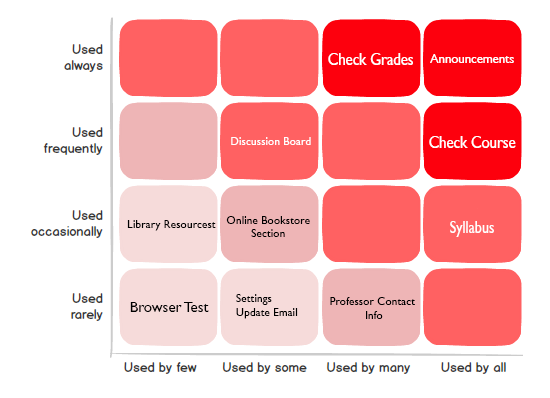 Used
always
Check Grades
Announcements
Used
frequently
Discussion Board
Check Course
Used
occasionally
Library Resourcest
Online Bookstore
Section
Syllabus
Used
rarely
Browser Test
Settings
Update Email
Professor Contact
Info
Used by few
Used by some
Used by many
Used by all